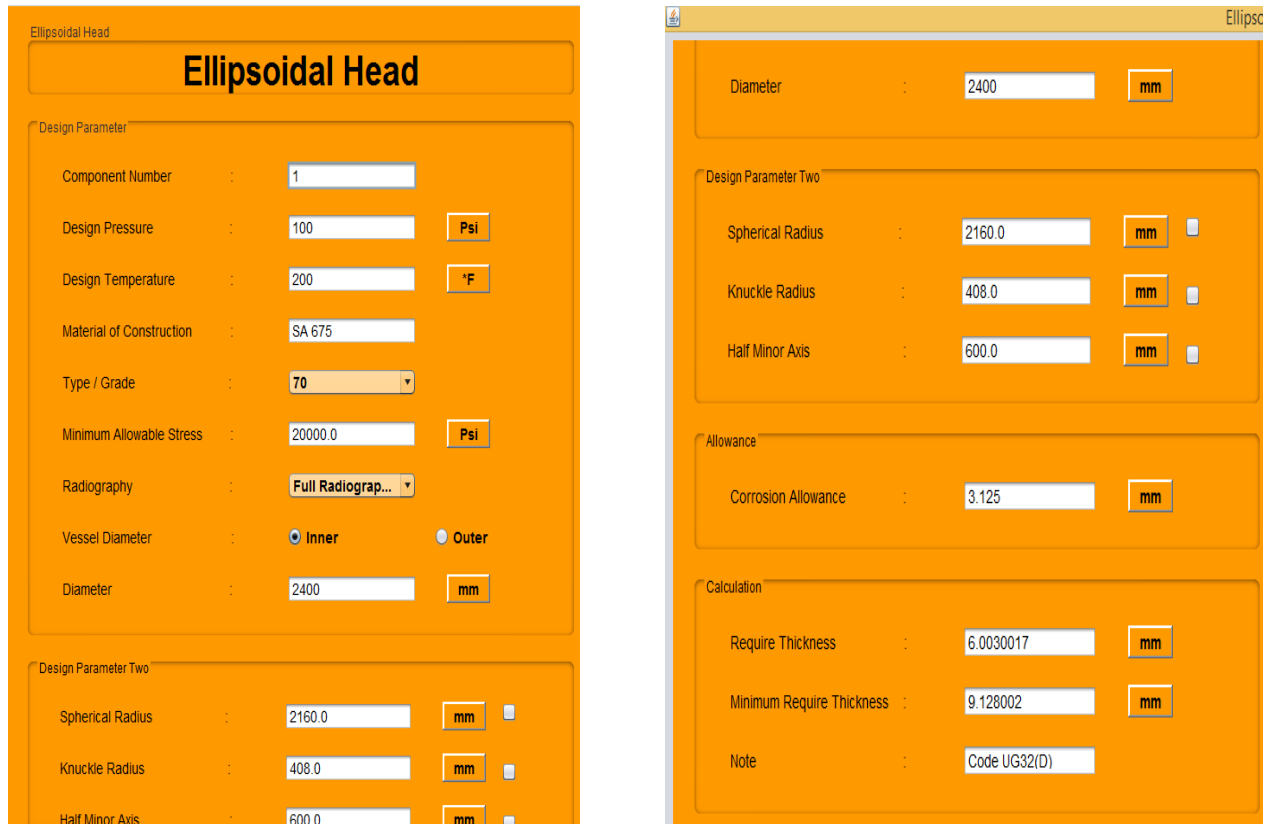 Ellipsoidal Head
Ellipsoidal Head
Design Parameter
Component Number : 1
Design Pressure : 100 Psi
Design Temperature : 200 *F
Material of Construction : SA 675
Type / Grade : 70
Minimum Allowable Stress : 20000.0 Psi
Radiography : Full Radiograp...
Vessel Diameter : Inner Outer
Diameter : 2400 mm
Design Parameter Two
Spherical Radius : 2160.0 mm
Knuckle Radius : 408.0 mm
Half Minor Axis : 600.0 mm
Ellipso
Diameter : 2400 mm
Design Parameter Two
Spherical Radius : 2160.0 mm
Knuckle Radius : 408.0 mm
Half Minor Axis : 600.0 mm
Allowance
Corrosion Allowance : 3.125 mm
Calculation
Require Thickness : 6.0030017 mm
Minimum Require Thickness : 9.128002 mm
Note : Code UG32(D)